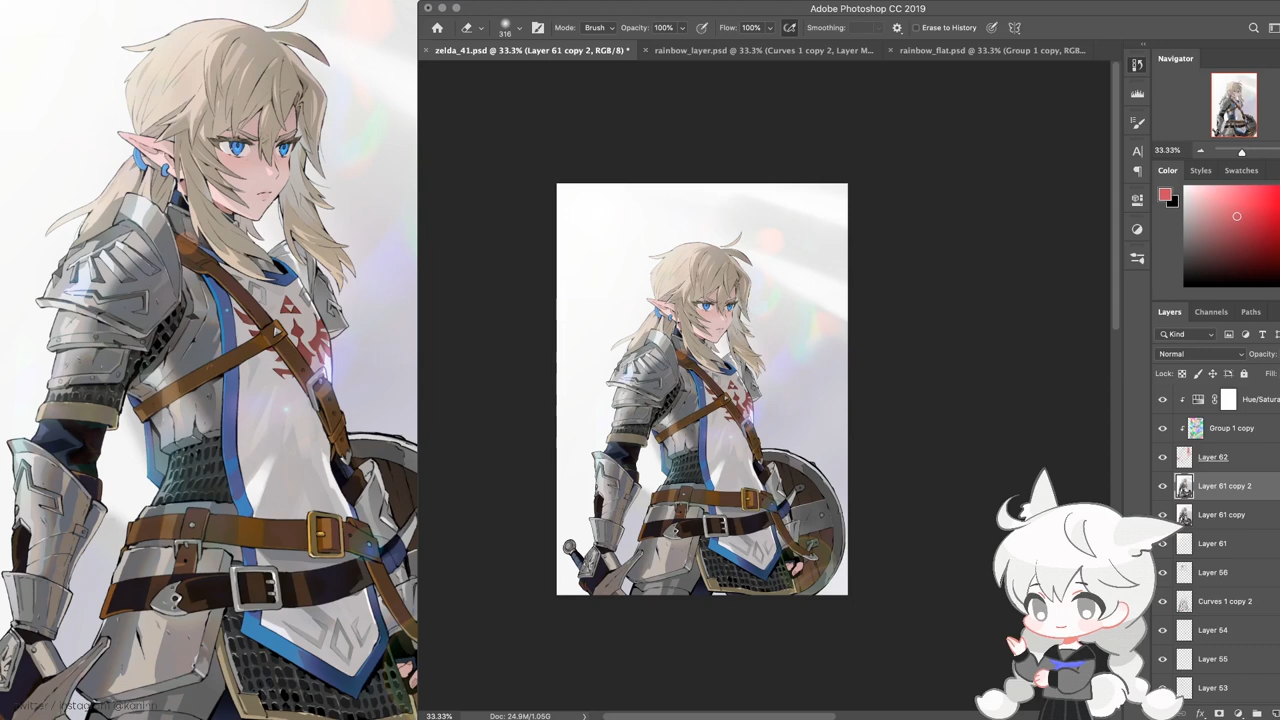 Adobe Photoshop CC 2019
316 Mode: Brush Opacity: 100% Flow: 100% Smoothing: Erase to History
× zelda_41.psd @ 33.3% (Layer 61 copy 2, RGB/8) * × rainbow_layer.psd @ 33.3% (Curves 1 copy 2, Layer M... × rainbow_flat.psd @ 33.3% (Group 1 copy, RGB...
Navigator
33.33%
Color Styles Swatches
Layers Channels Paths
Kind
Normal Opacity:
Lock: Fill:
Hue/Satura
Group 1 copy
Layer 62
Layer 61 copy 2
Layer 61 copy
Layer 61
Layer 56
Curves 1 copy 2
Layer 54
Layer 55
Layer 53
33.33% Doc: 24.9M/1.05G
fx